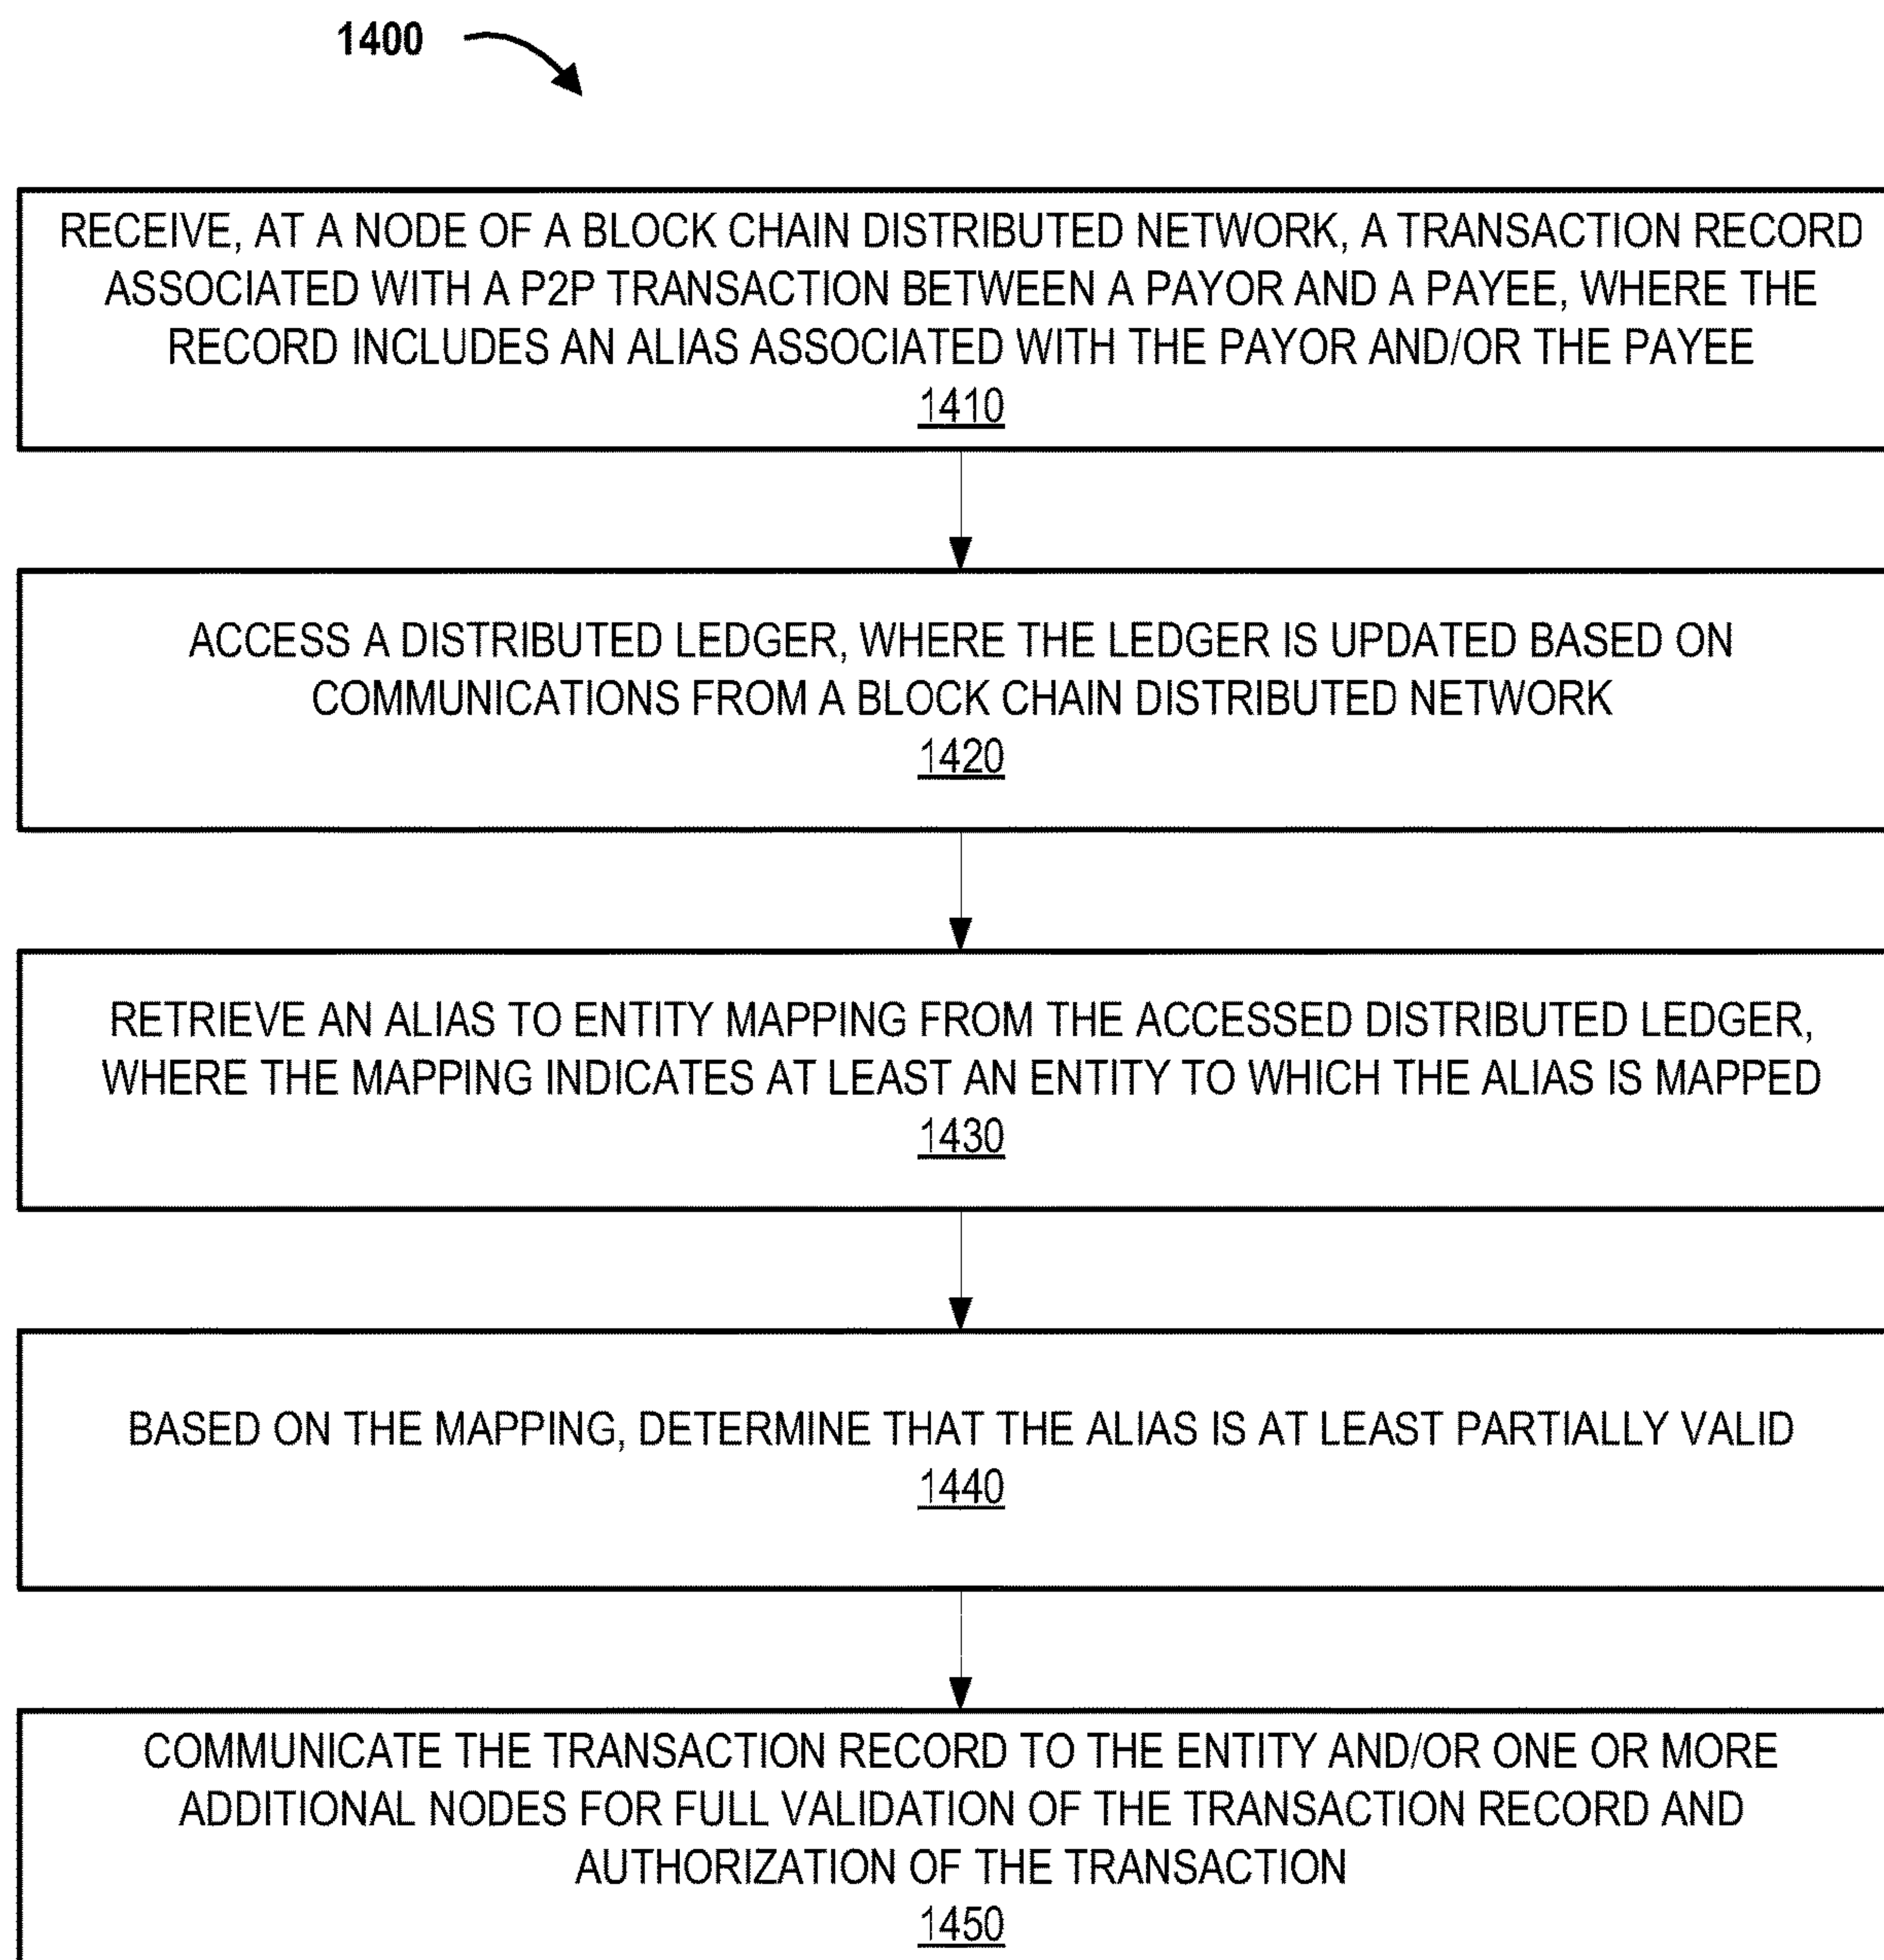 1400
RECEIVE, AT A NODE OF A BLOCK CHAIN DISTRIBUTED NETWORK, A TRANSACTION RECORD
ASSOCIATED WITH A P2P TRANSACTION BETWEEN A PAYOR AND A PAYEE, WHERE THE
RECORD INCLUDES AN ALIAS ASSOCIATED WITH THE PAYOR AND/OR THE PAYEE
1410
ACCESS A DISTRIBUTED LEDGER, WHERE THE LEDGER IS UPDATED BASED ON
COMMUNICATIONS FROM A BLOCK CHAIN DISTRIBUTED NETWORK
1420
RETRIEVE AN ALIAS TO ENTITY MAPPING FROM THE ACCESSED DISTRIBUTED LEDGER,
WHERE THE MAPPING INDICATES AT LEAST AN ENTITY TO WHICH THE ALIAS IS MAPPED
1430
BASED ON THE MAPPING, DETERMINE THAT THE ALIAS IS AT LEAST PARTIALLY VALID
1440
COMMUNICATE THE TRANSACTION RECORD TO THE ENTITY AND/OR ONE OR MORE
ADDITIONAL NODES FOR FULL VALIDATION OF THE TRANSACTION RECORD AND
AUTHORIZATION OF THE TRANSACTION
1450